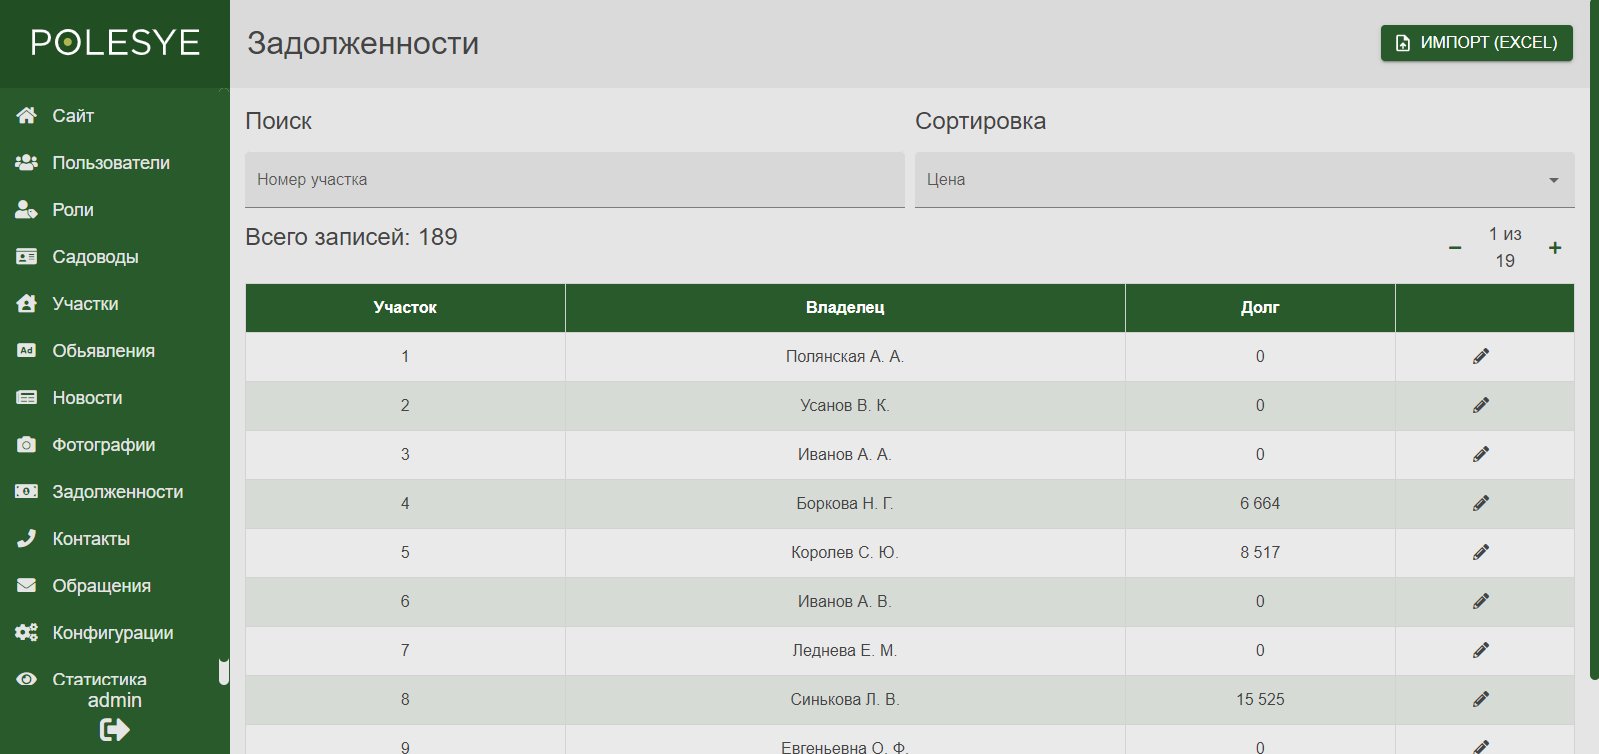 POLESYE
Задолженности
ИМПОРТ (EXCEL)
Сайт
Пользователи
Роли
Садоводы
Участки
Ad
Обьявления
Новости
Фотографии
Задолженности
Контакты
Обращения
Конфигурации
Статистика
admin
Поиск
Сортировка
Номер участка
Цена
Всего записей: 189
1 из
19
Участок Владелец Долг
1 Полянская А. А. 0
2 Усанов В. К. 0
3 Иванов А. А. 0
4 Боркова Н. Г. 6 664
5 Королев С. Ю. 8 517
6 Иванов А. В. 0
7 Леднева Е. М. 0
8 Синькова Л. В. 15 525
9 Евгеньевна О. Ф. 0